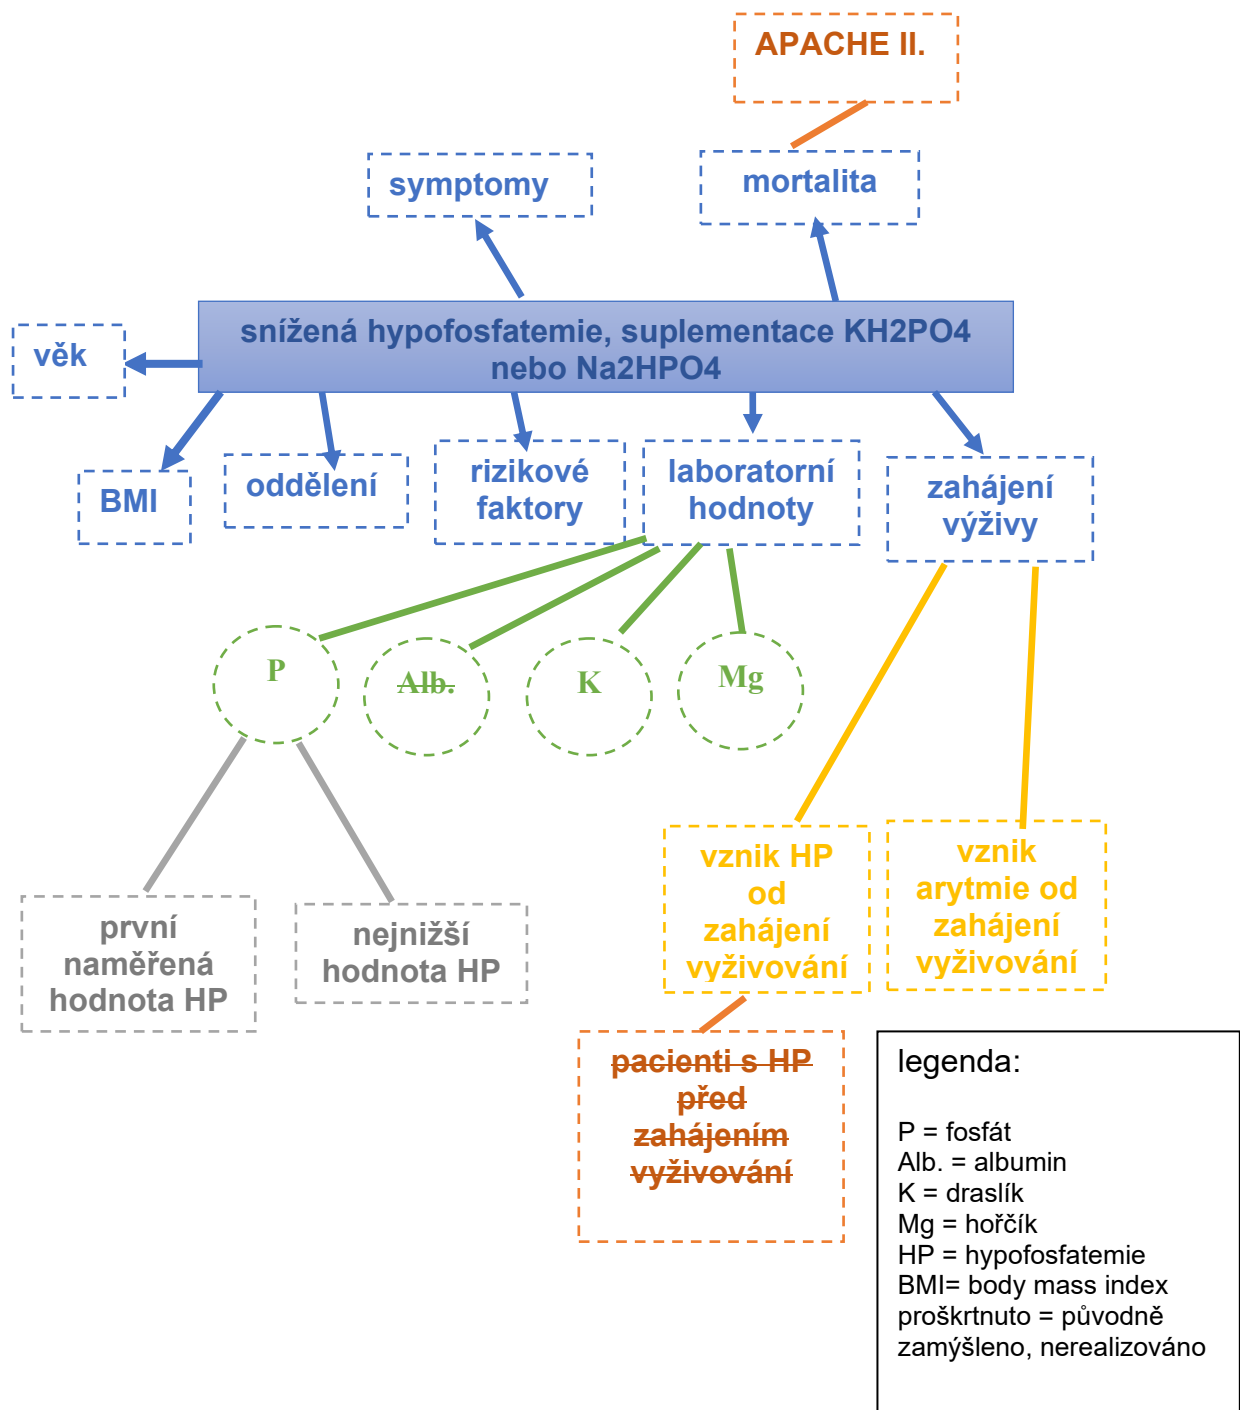 APACHE II.
symptomy
mortalita
snížená hypofosfatemie, suplementace KH2PO4
nebo Na2HPO4
věk
BMI
oddělení
rizikové
faktory
laboratorní
hodnoty
zahájení
výživy
P
Alb.
K
Mg
první
naměřená
hodnota HP
nejnižší
hodnota HP
vznik HP
od
zahájení
vyživování
vznik
arytmie od
zahájení
vyživování
pacienti s HP
před
zahájením
vyživování
legenda:
P = fosfát
Alb. = albumin
K = draslík
Mg = hořčík
HP = hypofosfatemie
BMI= body mass index
proškrtnuto = původně
zamýšleno, nerealizováno